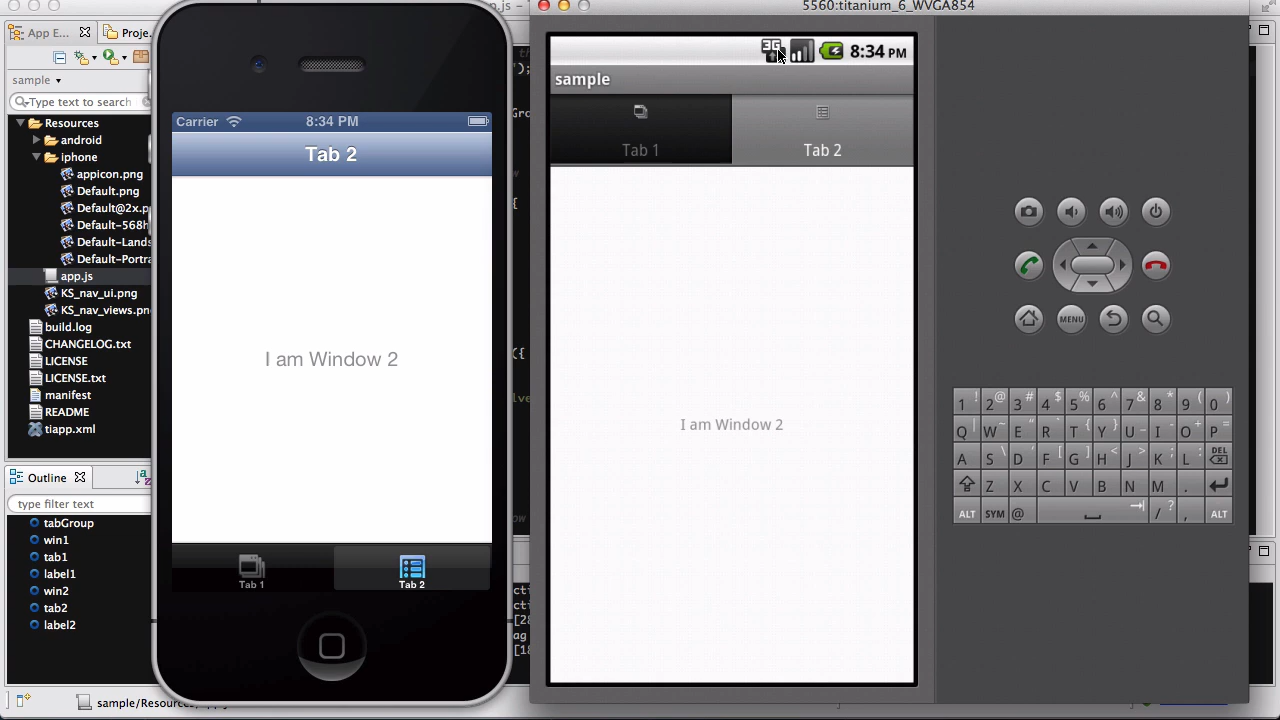 5560:titanium_6_WVGA854
App E...
Proje
sample
Type text to search
Resources
android
iphone
appicon.png
Default.png
Default@2x.p
Default-568h
Default-Lands
Default-Portra
app.js
KS_nav_ui.png
KS_nav_views.pn
build.log
CHANGELOG.txt
LICENSE
LICENSE.txt
manifest
README
tiapp.xml
Outline
type filter text
tabGroup
win1
tab1
label1
win2
tab2
label2
sample/Resourc
Carrier 8:34 PM
Tab 2
I am Window 2
Tab 1
Tab 2
3G 8:34 PM
sample
Tab 1
Tab 2
I am Window 2
MENU
1 ! 2 @ 3 # 4 $ 5 % 6 ^ 7 & 8 * 9 ( 0 )
Q | W ~ E " R ` T { Y } U _ I - O + P =
A S \ D ' F [ G ] H < J > K ; L : DEL
Z X C V B N M .
ALT SYM @ / ? , ALT